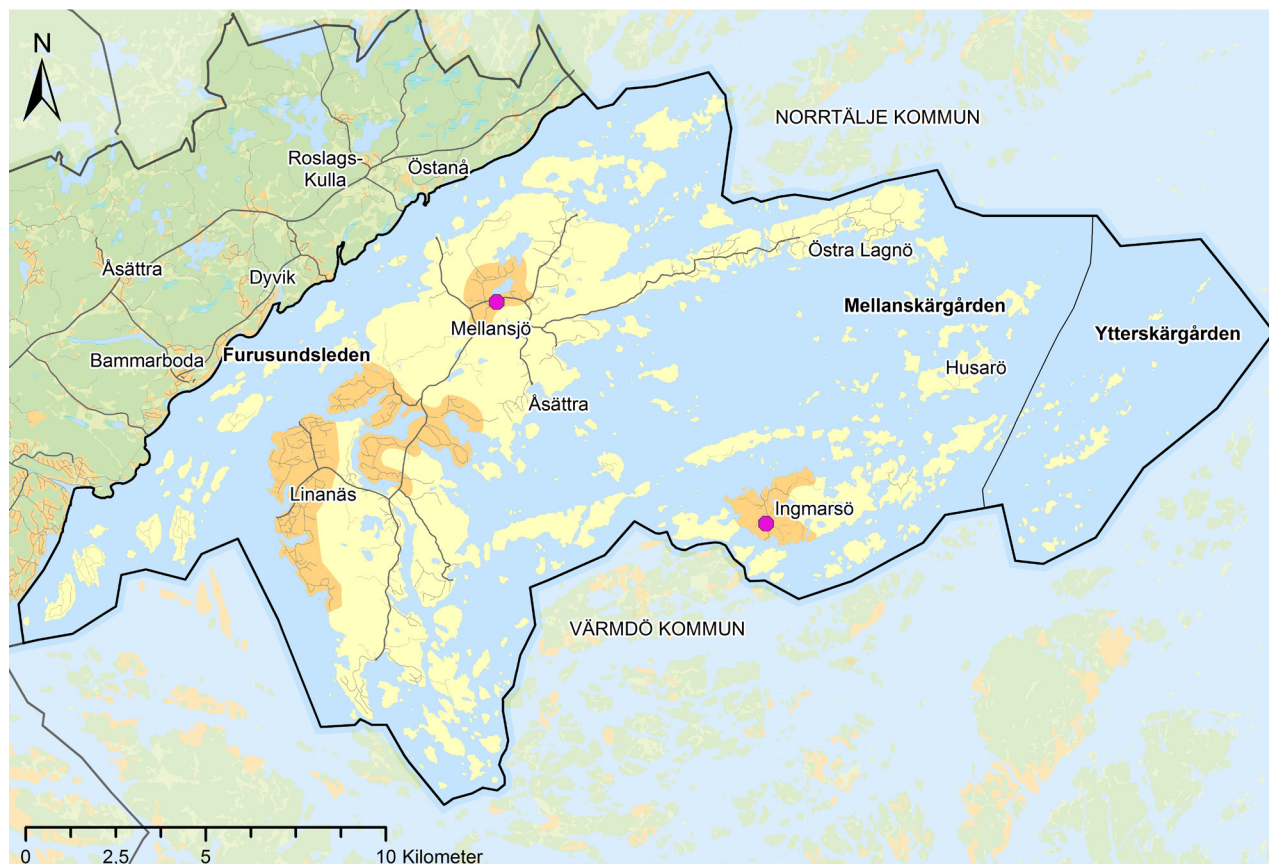 N
NORRTÄLJE KOMMUN
Roslags-
Kulla
Östanå
Östra Lagnö
Åsättra
Dyvik
Mellanskärgården
Mellansjö
Ytterskärgården
Furusundsleden
Bammarboda
Husarö
Åsättra
Linanäs
Ingmarsö
VÄRMDÖ KOMMUN
0 2,5 5 10 Kilometer